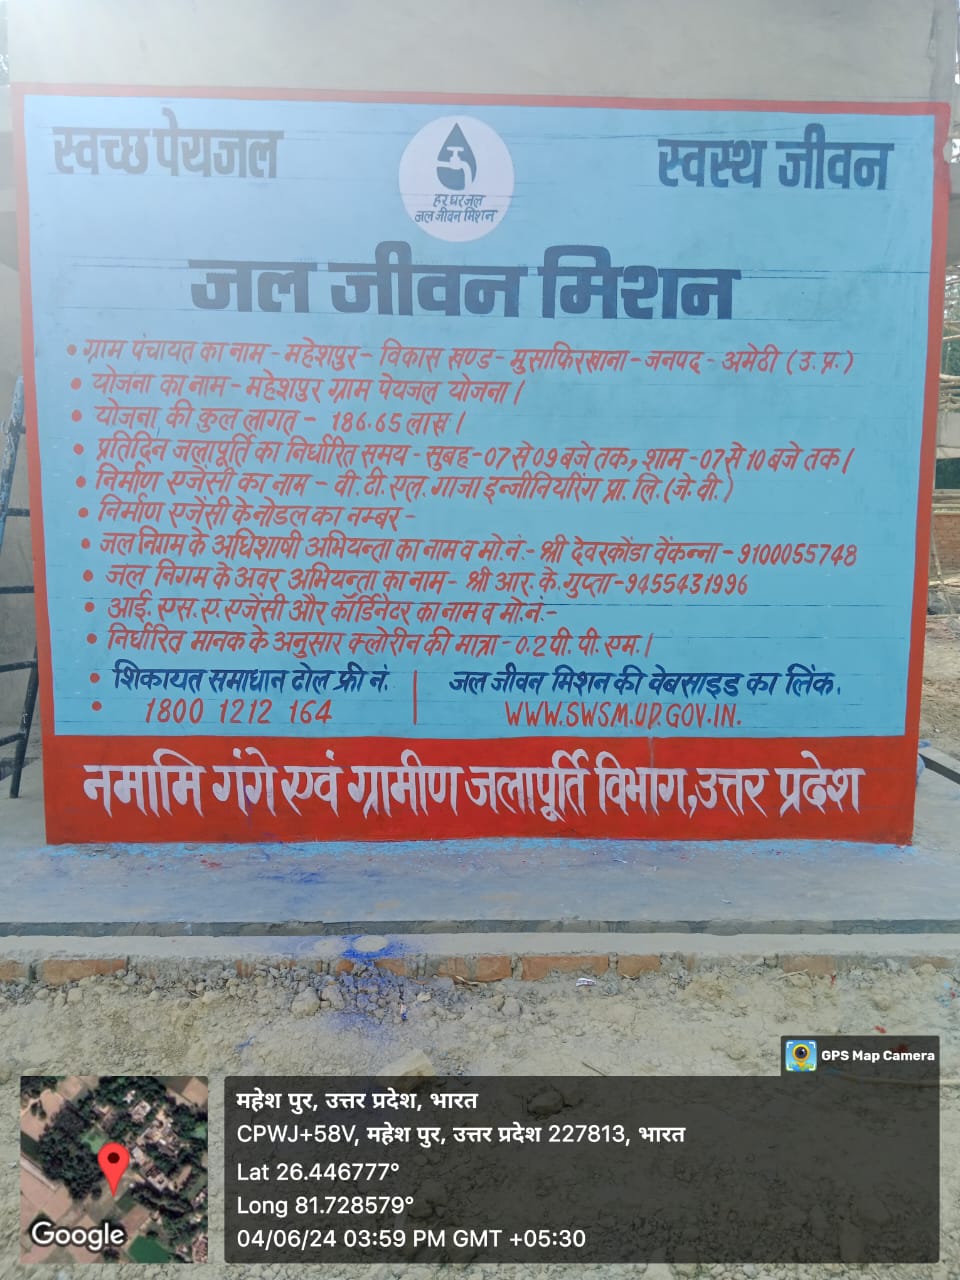 स्वच्छ पेयजल
स्वस्थ जीवन
हर घर जल
जल जीवन मिशन
जल जीवन मिशन
• ग्राम पंचायत का नाम - महेशपुर - विकास खण्ड - मुसाफिरखाना - जनपद - अमेठी (उ.प्र.)
• योजना का नाम - महेशपुर ग्राम पेयजल योजना।
• योजना की कुल लागत - 186.65 लाख।
• प्रतिदिन जलापूर्ति का निर्धारित समय - सुबह - 07 से 09 बजे तक, शाम - 07 से 10 बजे तक।
• निर्माण एजेंसी का नाम - वी.टी.एल. गाजा इन्जीनियरिंग प्रा. लि. (जे.वी.)
• निर्माण एजेंसी के नोडल का नम्बर -
• जल निगम के अधिशाषी अभियन्ता का नाम व मो.नं.- श्री देवरकोंडा वेंकन्ना - 9100055748
• जल निगम के अवर अभियन्ता का नाम - श्री आर. के. गुप्ता - 9455431996
• आई. एस. ए. एजेंसी और कॉर्डिनेटर का नाम व मो.नं.-
• निर्धारित मानक के अनुसार क्लोरीन की मात्रा - 0.2 पी. पी. एम.।
• शिकायत समाधान टोल फ्री नं.
• 1800 1212 164
जल जीवन मिशन की वेबसाइड का लिंक.
WWW.SWSM.UP.GOV.IN.
नमामि गंगे एवं ग्रामीण जलापूर्ति विभाग, उत्तर प्रदेश
GPS Map Camera
महेश पुर, उत्तर प्रदेश, भारत
CPWJ+58V, महेश पुर, उत्तर प्रदेश 227813, भारत
Lat 26.446777°
Long 81.728579°
04/06/24 03:59 PM GMT +05:30
Google